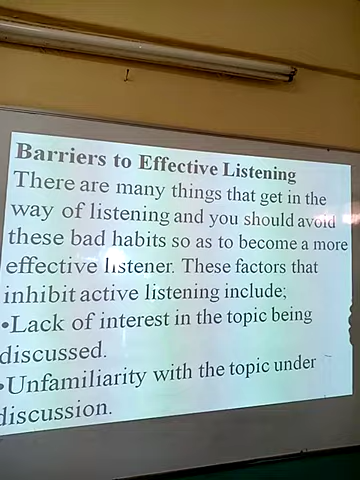 Barriers to Effective Listening
There are many things that get in the
way of listening and you should avoid
these bad habits so as to become a more
effective listener. These factors that
inhibit active listening include;
•Lack of interest in the topic being
discussed.
•Unfamiliarity with the topic under
discussion.